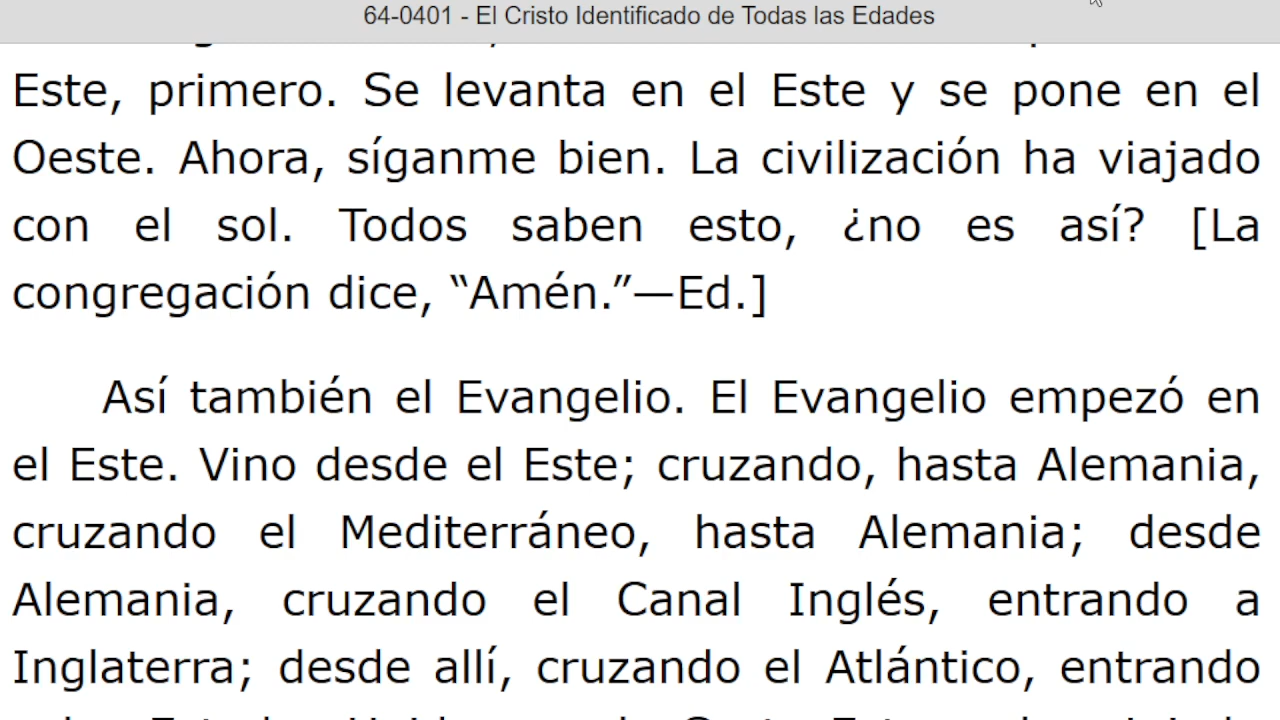 64-0401 - El Cristo Identificado de Todas las Edades
Este, primero. Se levanta en el Este y se pone en el
Oeste. Ahora, síganme bien. La civilización ha viajado
con el sol. Todos saben esto, ¿no es así? [La
congregación dice, “Amén.”—Ed.]
Así también el Evangelio. El Evangelio empezó en
el Este. Vino desde el Este; cruzando, hasta Alemania,
cruzando el Mediterráneo, hasta Alemania; desde
Alemania, cruzando el Canal Inglés, entrando a
Inglaterra; desde allí, cruzando el Atlántico, entrando